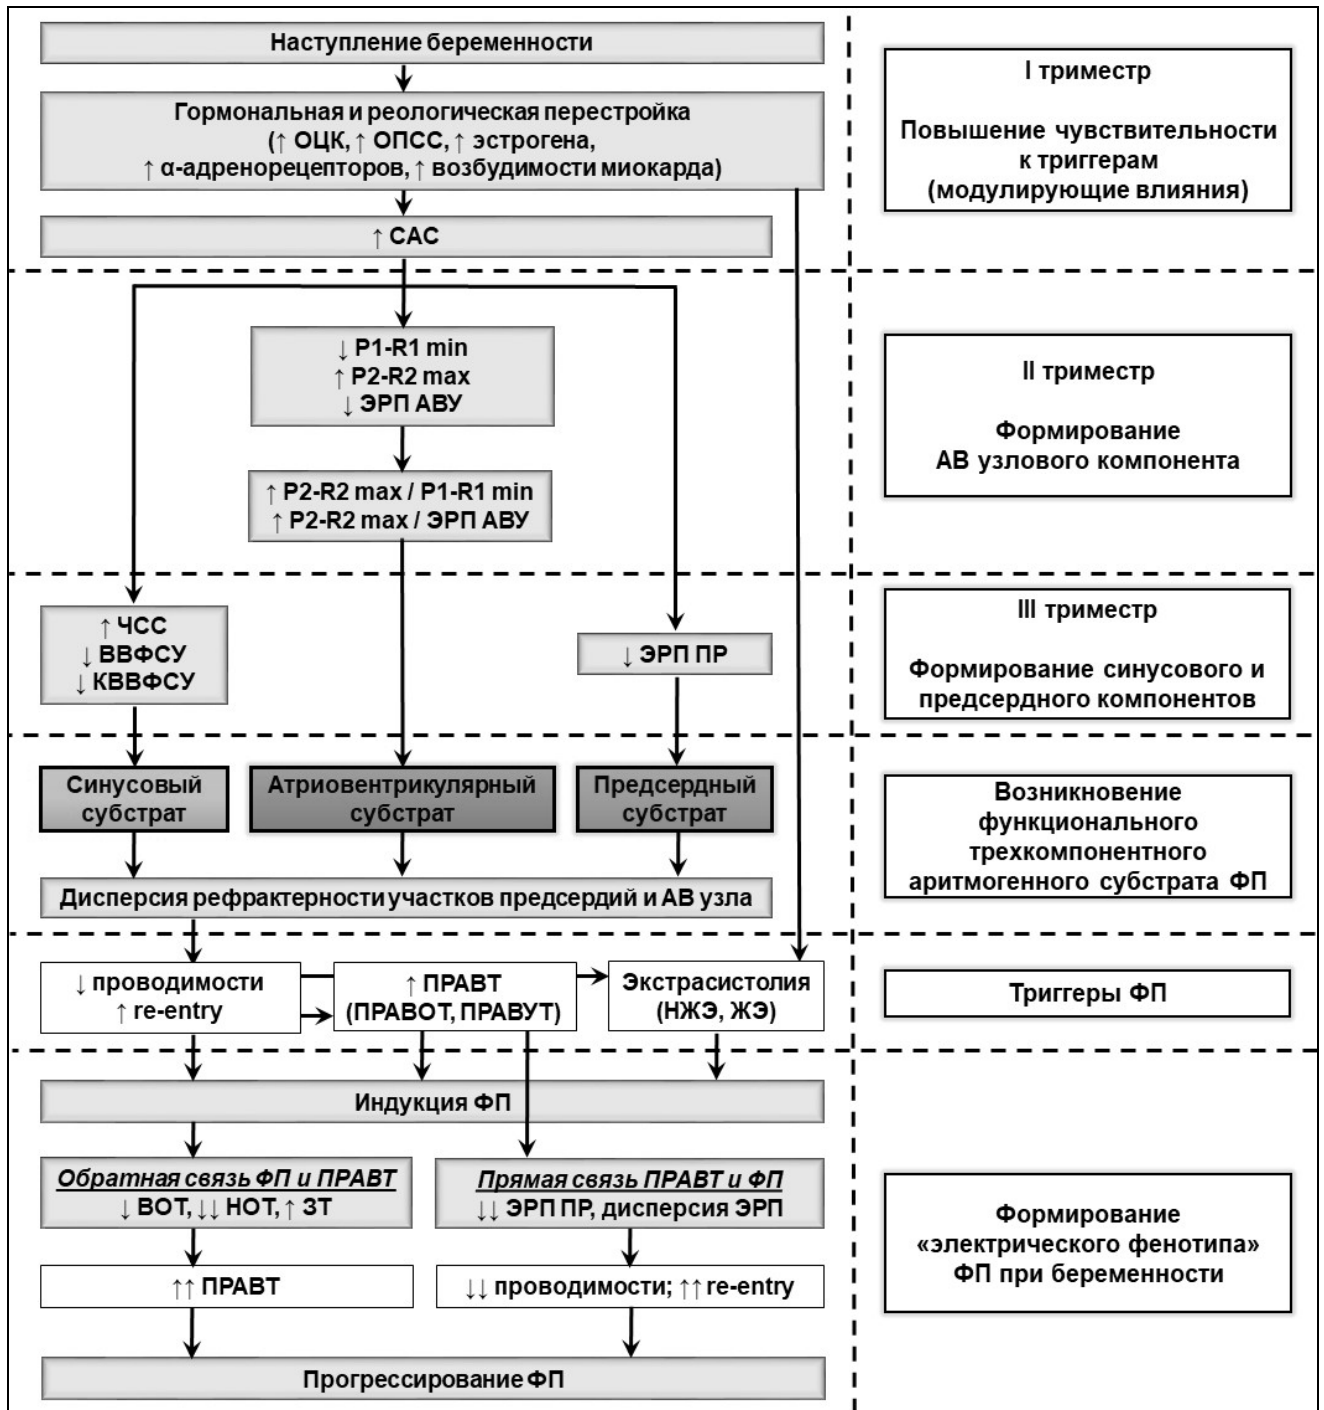 Наступление беременности
Гормональная и реологическая перестройка
(↑ ОЦК, ↑ ОПСС, ↑ эстрогена,
↑ α-адренорецепторов, ↑ возбудимости миокарда)
↑ САС
I триместр
Повышение чувствительности
к триггерам
(модулирующие влияния)
↓ P1-R1 min
↑ P2-R2 max
↓ ЭРП АВУ
↑ P2-R2 max / P1-R1 min
↑ P2-R2 max / ЭРП АВУ
II триместр
Формирование
АВ узлового компонента
↑ ЧСС
↓ ВВФСУ
↓ КВВФСУ
↓ ЭРП ПР
III триместр
Формирование синусового и
предсердного компонентов
Синусовый
субстрат
Атриовентрикулярный
субстрат
Предсердный
субстрат
Дисперсия рефрактерности участков предсердий и АВ узла
Возникновение
функционального
трехкомпонентного
аритмогенного субстрата ФП
↓ проводимости
↑ re-entry
↑ ПРАВТ
(ПРАВОТ, ПРАВУТ)
Экстрасистолия
(НЖЭ, ЖЭ)
Триггеры ФП
Индукция ФП
Обратная связь ФП и ПРАВТ
↓ ВОТ, ↓↓ НОТ, ↑ ЗТ
Прямая связь ПРАВТ и ФП
↓↓ ЭРП ПР, дисперсия ЭРП
↑↑ ПРАВТ
↓↓ проводимости; ↑↑ re-entry
Прогрессирование ФП
Формирование
«электрического фенотипа»
ФП при беременности